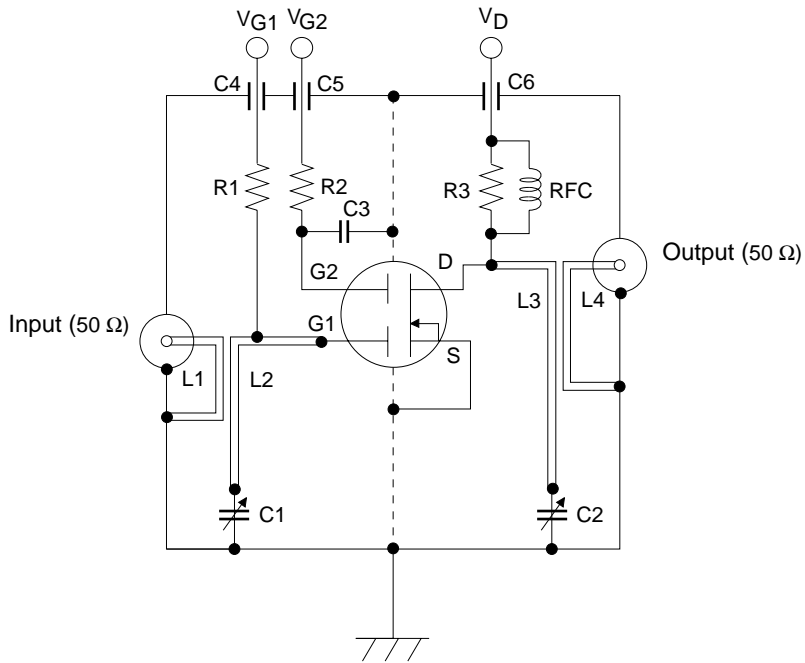 VG1 VG2 VD
C4 C5 C6
R1 R2 R3 RFC
C3
G2 D Output (50 Ω)
L3 L4
Input (50 Ω) G1
S
L1 L2
C1 C2